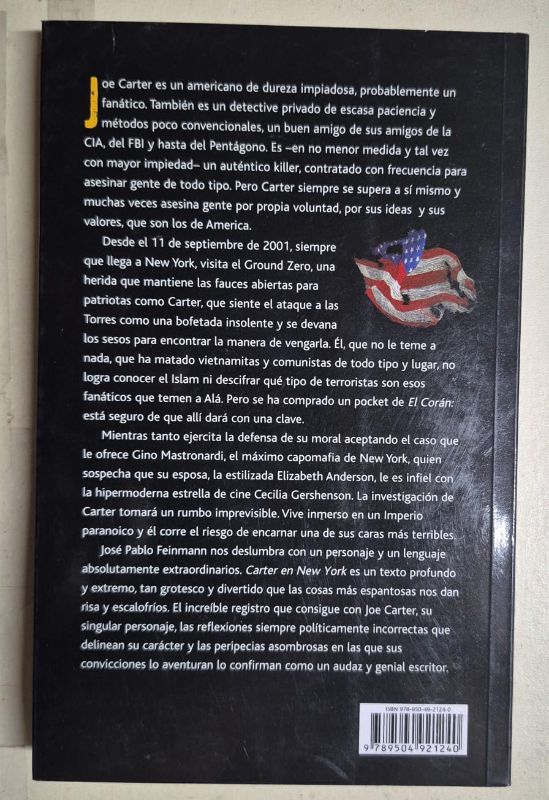 Joe Carter es un americano de dureza impiadosa, probablemente un
fanático. También es un detective privado de escasa paciencia y
métodos poco convencionales, un buen amigo de sus amigos de la
CIA, del FBI y hasta del Pentágono. Es –en no menor medida y tal vez
con mayor impiedad– un auténtico killer, contratado con frecuencia para
asesinar gente de todo tipo. Pero Carter siempre se supera a sí mismo y
muchas veces asesina gente por propia voluntad, por sus ideas y sus
valores, que son los de America.
Desde el 11 de septiembre de 2001, siempre
que llega a New York, visita el Ground Zero, una
herida que mantiene las fauces abiertas para
patriotas como Carter, que siente el ataque a las
Torres como una bofetada insolente y se devana
los sesos para encontrar la manera de vengarla. Él, que no le teme a
nada, que ha matado vietnamitas y comunistas de todo tipo y lugar, no
logra conocer el Islam ni descifrar qué tipo de terroristas son esos
fanáticos que temen a Alá. Pero se ha comprado un pocket de El Corán:
está seguro de que allí dará con una clave.
Mientras tanto ejercita la defensa de su moral aceptando el caso que
le ofrece Gino Mastronardi, el máximo capomafia de New York, quien
sospecha que su esposa, la estilizada Elizabeth Anderson, le es infiel con
la hipermoderna estrella de cine Cecilia Gershenson. La investigación de
Carter tomará un rumbo imprevisible. Vive inmerso en un Imperio
paranoico y él corre el riesgo de encarnar una de sus caras más terribles.
José Pablo Feinmann nos deslumbra con un personaje y un lenguaje
absolutamente extraordinarios. Carter en New York es un texto profundo
y extremo, tan grotesco y divertido que las cosas más espantosas nos dan
risa y escalofríos. El increíble registro que consigue con Joe Carter, su
singular personaje, las reflexiones siempre políticamente incorrectas que
delinean su carácter y las peripecias asombrosas en las que sus
convicciones lo aventuran lo confirman como un audaz y genial escritor.
ISBN 978-950-49-2124-0
9 789504 921240